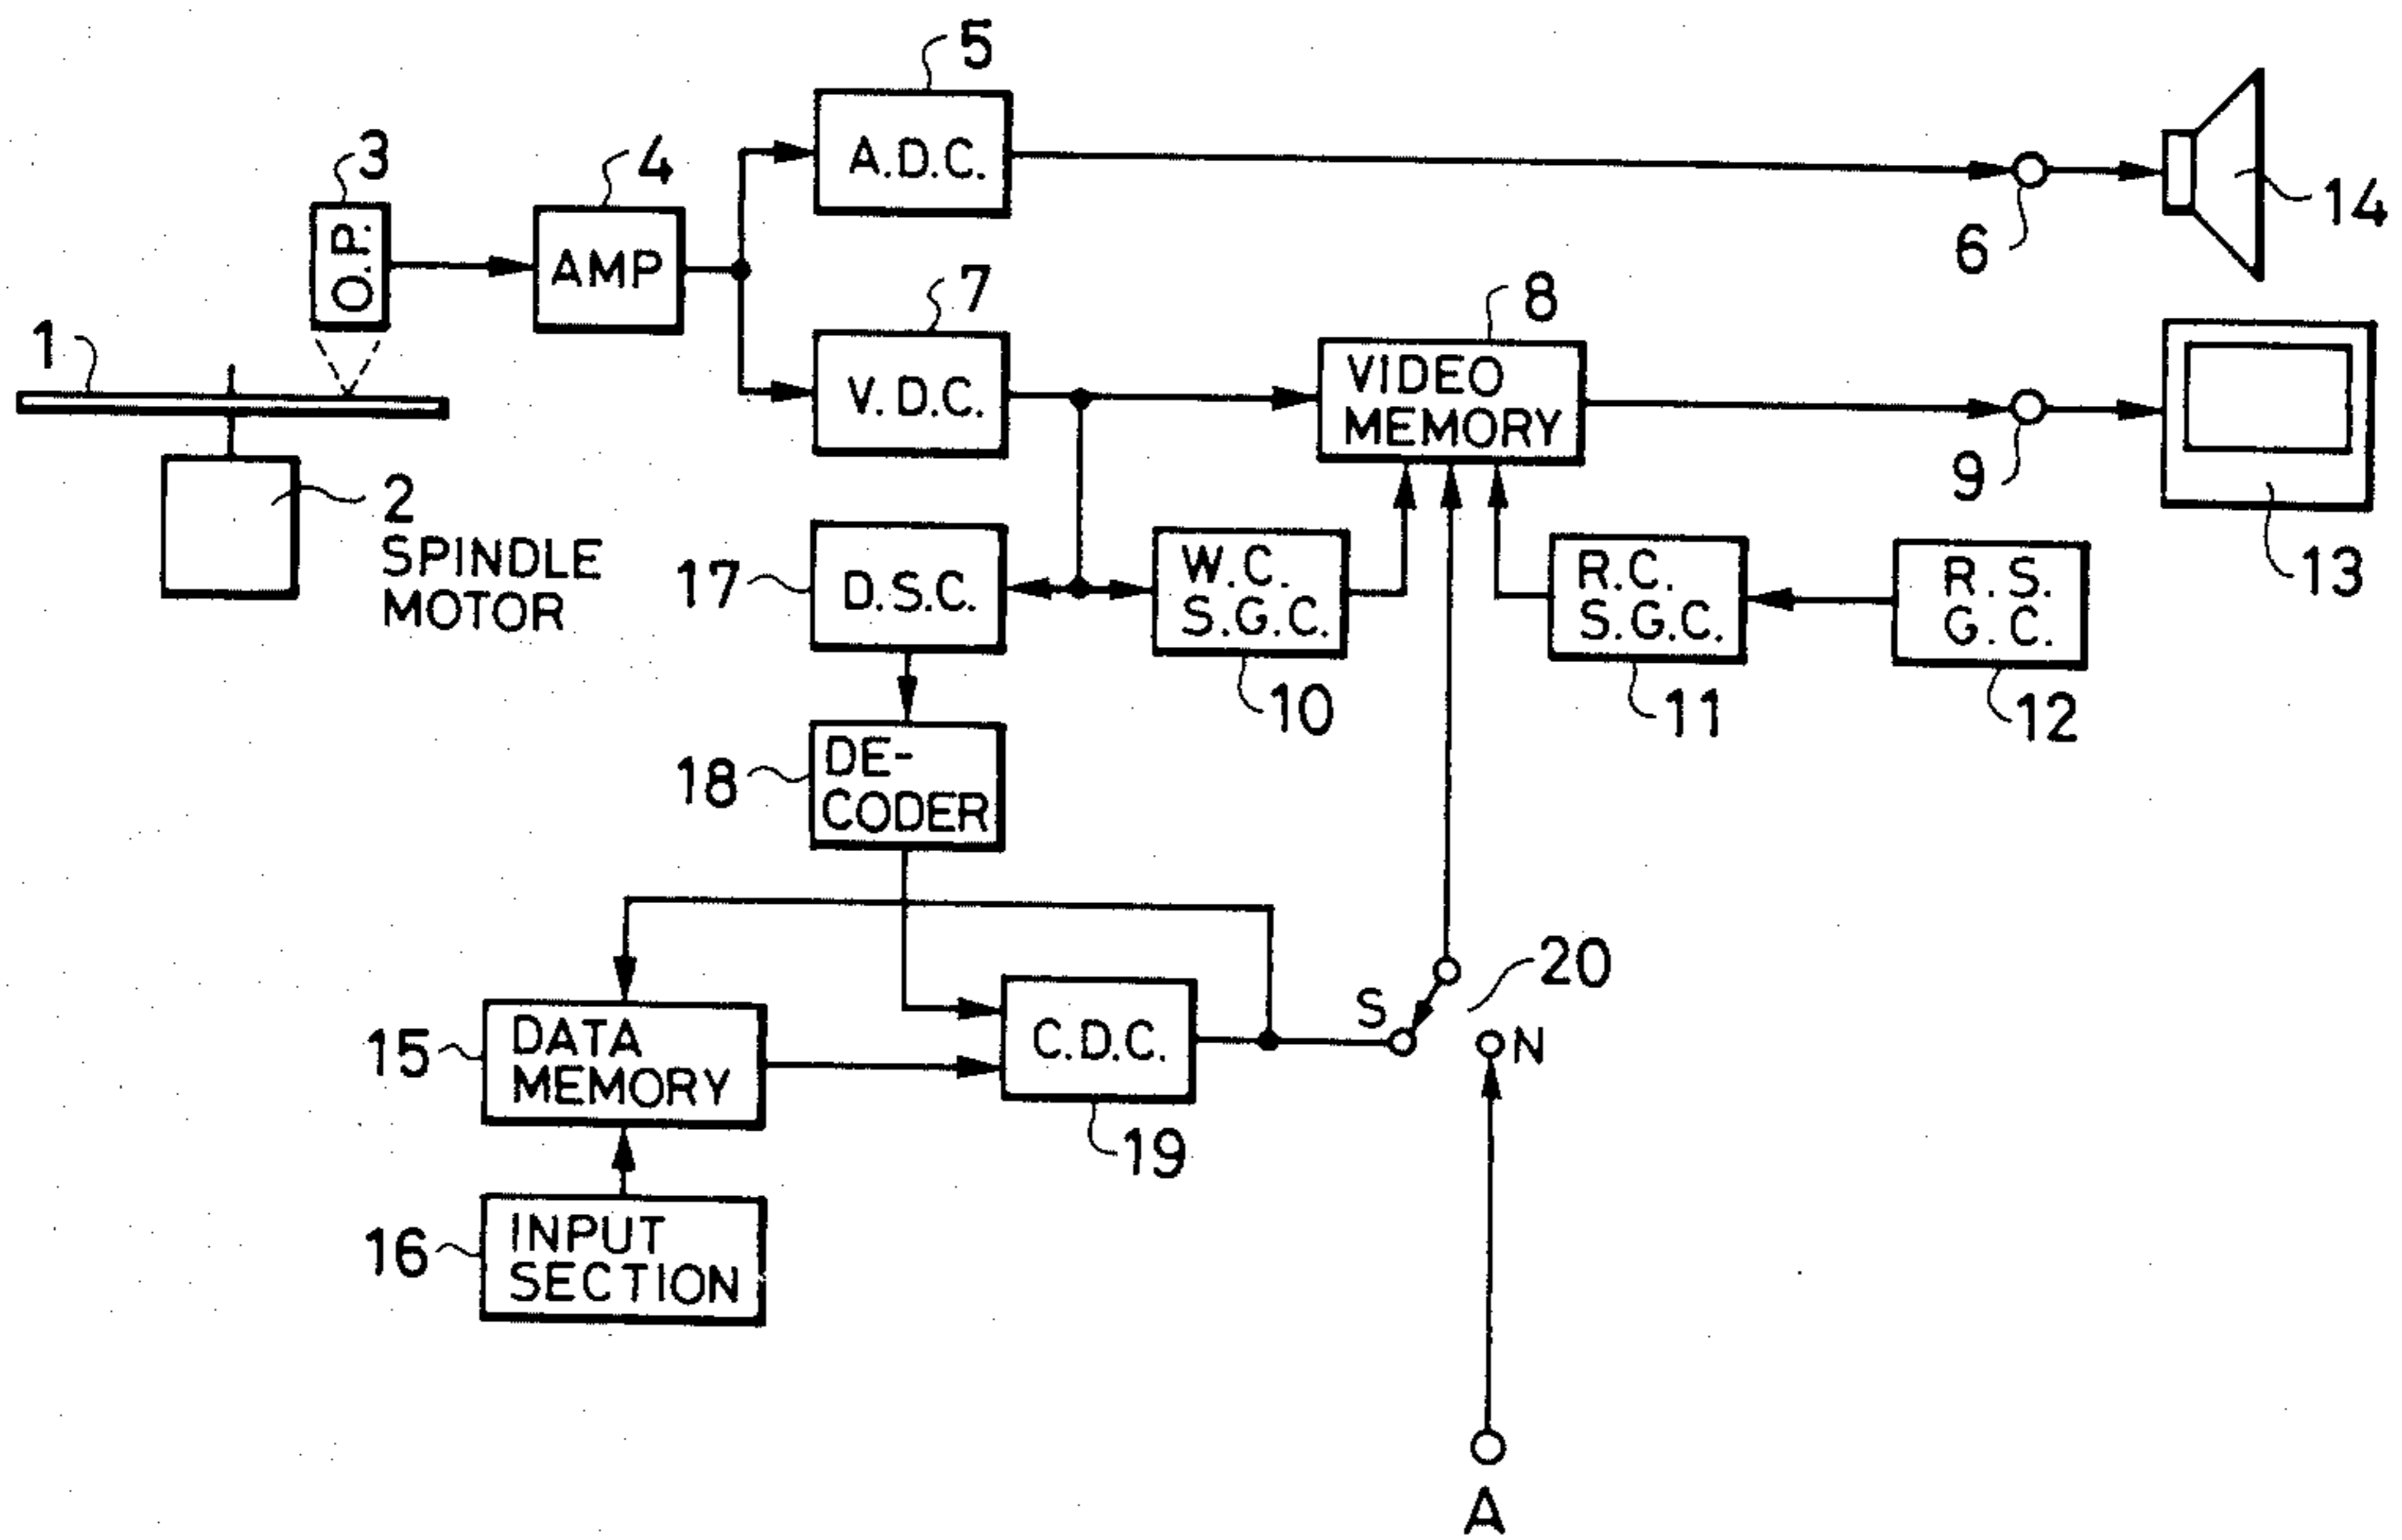 5
A.D.C.
3
4
14
O.P.
AMP
6
7
8
1
V.D.C.
VIDEO
MEMORY
9
2
SPINDLE
MOTOR
17
D.S.C.
W.C.
S.G.C.
R.C.
S.G.C.
R.S.
G.C.
13
10
11
12
18
DE-
CODER
20
S
N
15
DATA
MEMORY
C.D.C.
19
16
INPUT
SECTION
A